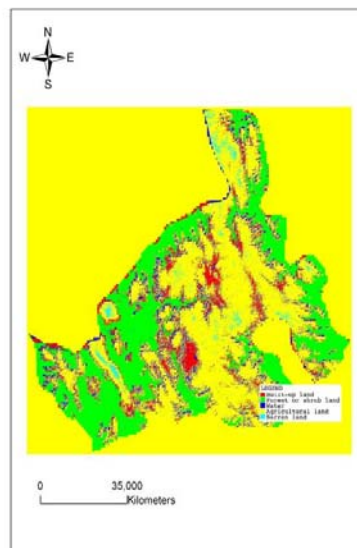 N
W E
S
LEGEND
Built-up land
Forest or shrub land
Water
Agricultural land
Barren land
0 35,000
Kilometers